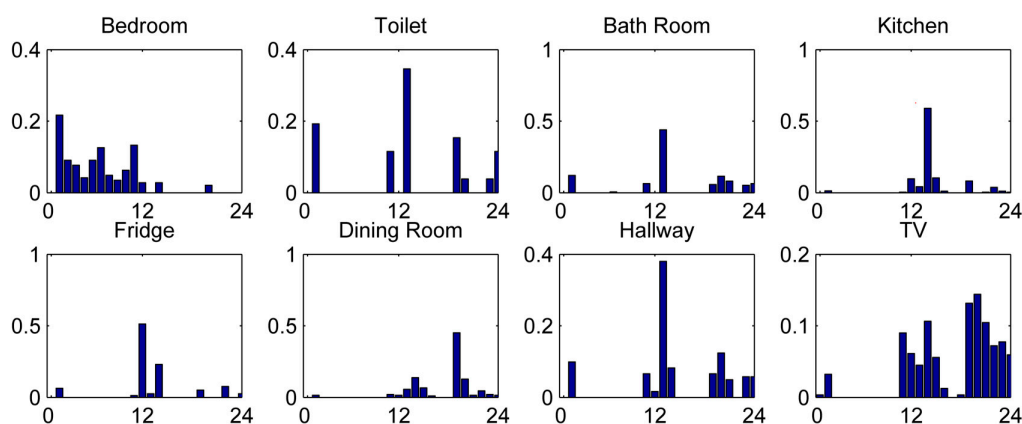 Bedroom Toilet Bath Room Kitchen
0.4 0.4 1 1
0.2 0.2 0.5 0.5
0 0 0 0
0 12 24 0 12 24 0 12 24 0 12 24
Fridge Dining Room Hallway TV
1 1 0.4 0.2
0.5 0.5 0.2 0.1
0 0 0 0
0 12 24 0 12 24 0 12 24 0 12 24